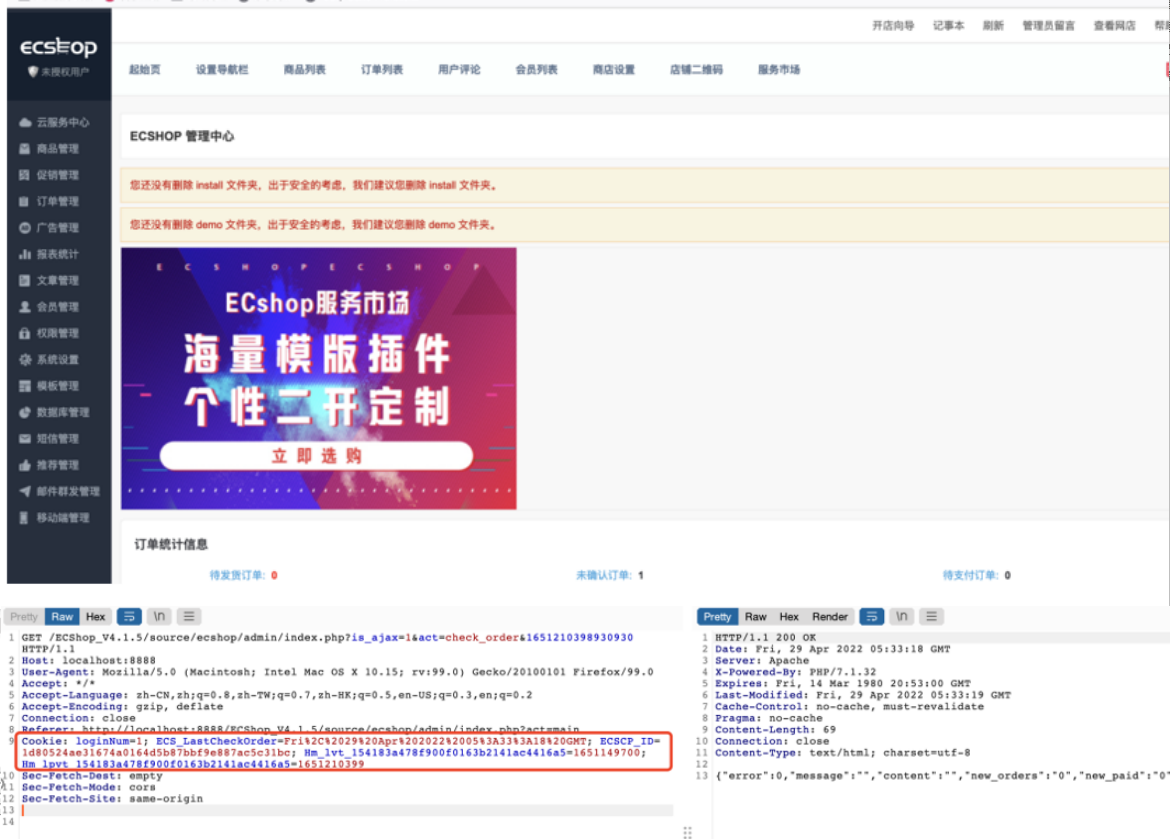 开店向导 记事本 刷新 管理员留言 查看网店
ecshop
未授权用户
起始页 设置导航栏 商品列表 订单列表 用户评论 会员列表 商店设置 店铺二维码 服务市场
云服务中心
商品管理
促销管理
订单管理
广告管理
报表统计
文章管理
会员管理
权限管理
系统设置
模板管理
数据库管理
短信管理
推荐管理
邮件群发管理
移动端管理
ECSHOP 管理中心
您还没有删除 install 文件夹，出于安全的考虑，我们建议您删除 install 文件夹。
您还没有删除 demo 文件夹，出于安全的考虑，我们建议您删除 demo 文件夹。
E C S H O P E C S H O P
ECshop服务市场
海量模版插件
个性二开定制
立即选购
订单统计信息
待发货订单: 0 未确认订单: 1 待支付订单: 0
Pretty Raw Hex \n
1 GET /ECShop_V4.1.5/source/ecshop/admin/index.php?is_ajax=1&act=check_order&1651210398930930
HTTP/1.1
2 Host: localhost:8888
3 User-Agent: Mozilla/5.0 (Macintosh; Intel Mac OS X 10.15; rv:99.0) Gecko/20100101 Firefox/99.0
4 Accept: */*
5 Accept-Language: zh-CN,zh;q=0.8,zh-TW;q=0.7,zh-HK;q=0.5,en-US;q=0.3,en;q=0.2
6 Accept-Encoding: gzip, deflate
7 Connection: close
8 Referer: http://localhost:8888/ECShop_V4.1.5/source/ecshop/admin/index.php?act=main
9 Cookie: loginNum=1; ECS_LastCheckOrder=Fri%2C%2029%20Apr%202022%2005%3A33%3A18%20GMT; ECSCP_ID=
1d80524ae31674a0164d5b87bbf9e887ac5c31bc; Hm_lvt_154183a478f900f0163b2141ac4416a5=1651149700;
Hm_lpvt_154183a478f900f0163b2141ac4416a5=1651210399
10 Sec-Fetch-Dest: empty
11 Sec-Fetch-Mode: cors
12 Sec-Fetch-Site: same-origin
13
14
Pretty Raw Hex Render \n
1 HTTP/1.1 200 OK
2 Date: Fri, 29 Apr 2022 05:33:18 GMT
3 Server: Apache
4 X-Powered-By: PHP/7.1.32
5 Expires: Fri, 14 Mar 1980 20:53:00 GMT
6 Last-Modified: Fri, 29 Apr 2022 05:33:19 GMT
7 Cache-Control: no-cache, must-revalidate
8 Pragma: no-cache
9 Content-Length: 69
10 Connection: close
11 Content-Type: text/html; charset=utf-8
12
13 {"error":0,"message":"","content":"","new_orders":"0","new_paid":"0"